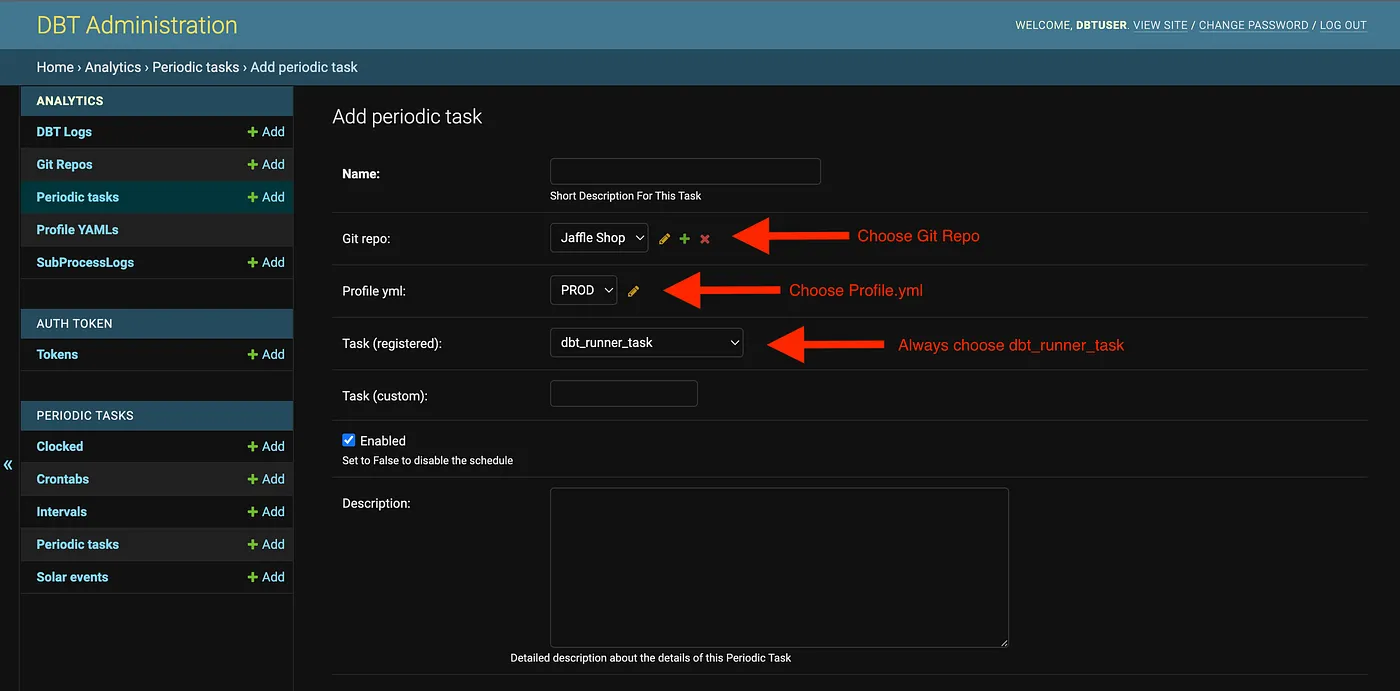 DBT Administration
WELCOME, DBTUSER. VIEW SITE / CHANGE PASSWORD / LOG OUT
Home › Analytics › Periodic tasks › Add periodic task
ANALYTICS
DBT Logs + Add
Git Repos + Add
Periodic tasks + Add
Profile YAMLs
SubProcessLogs + Add
AUTH TOKEN
Tokens + Add
PERIODIC TASKS
Clocked + Add
Crontabs + Add
Intervals + Add
Periodic tasks + Add
Solar events + Add
«
Add periodic task
Name:
Short Description For This Task
Git repo: Jaffle Shop Choose Git Repo
Profile yml: PROD Choose Profile.yml
Task (registered): dbt_runner_task Always choose dbt_runner_task
Task (custom):
Enabled
Set to False to disable the schedule
Description:
Detailed description about the details of this Periodic Task